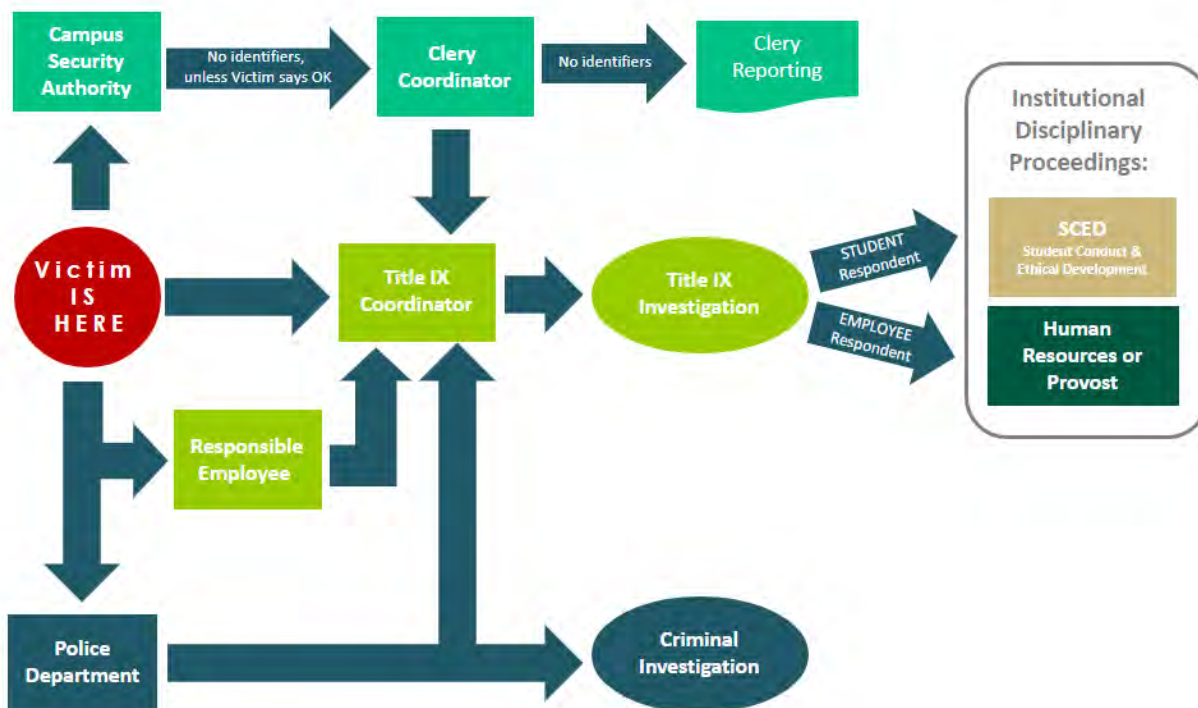 Campus
Security
Authority
No identifiers,
unless Victim says OK
Clery
Coordinator
No identifiers
Clery
Reporting
Institutional
Disciplinary
Proceedings:
SCED
Student Conduct &
Ethical Development
Human
Resources or
Provost
Victim
IS
HERE
Title IX
Coordinator
Title IX
Investigation
STUDENT
Respondent
EMPLOYEE
Respondent
Responsible
Employee
Police
Department
Criminal
Investigation